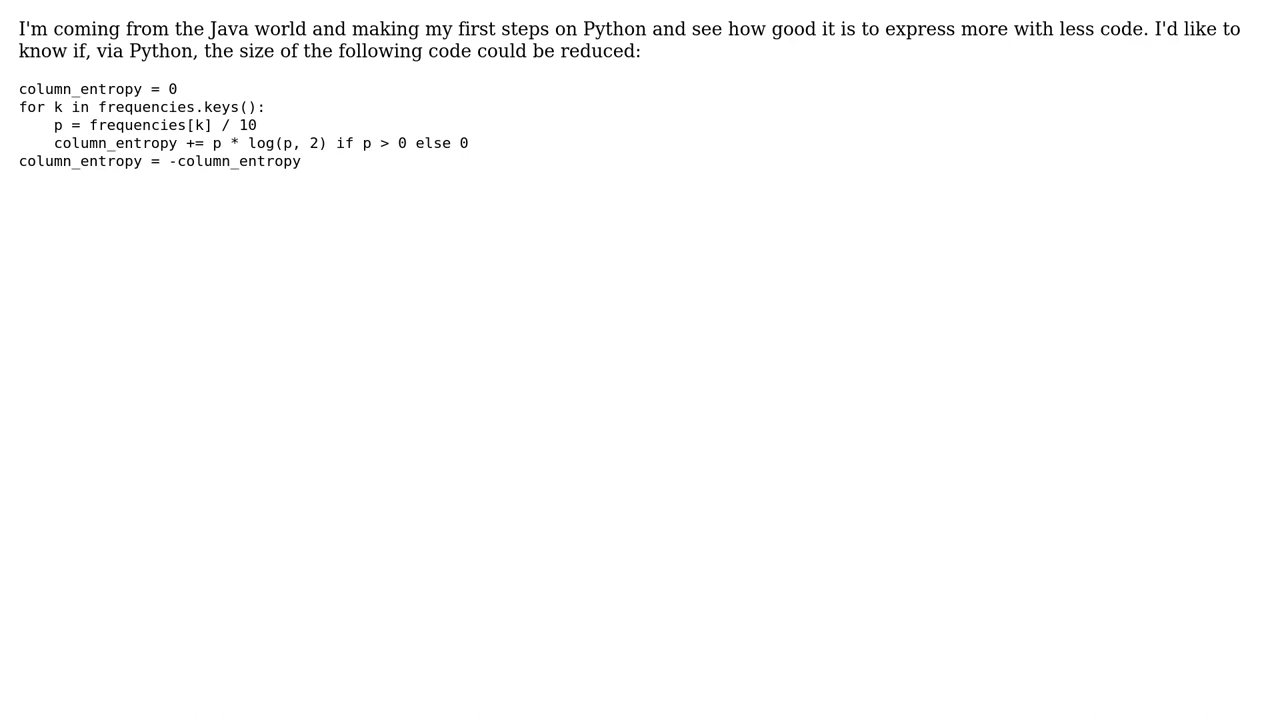 I'm coming from the Java world and making my first steps on Python and see how good it is to express more with less code. I'd like to
know if, via Python, the size of the following code could be reduced:
column_entropy = 0
for k in frequencies.keys():
    p = frequencies[k] / 10
    column_entropy += p * log(p, 2) if p > 0 else 0
column_entropy = -column_entropy